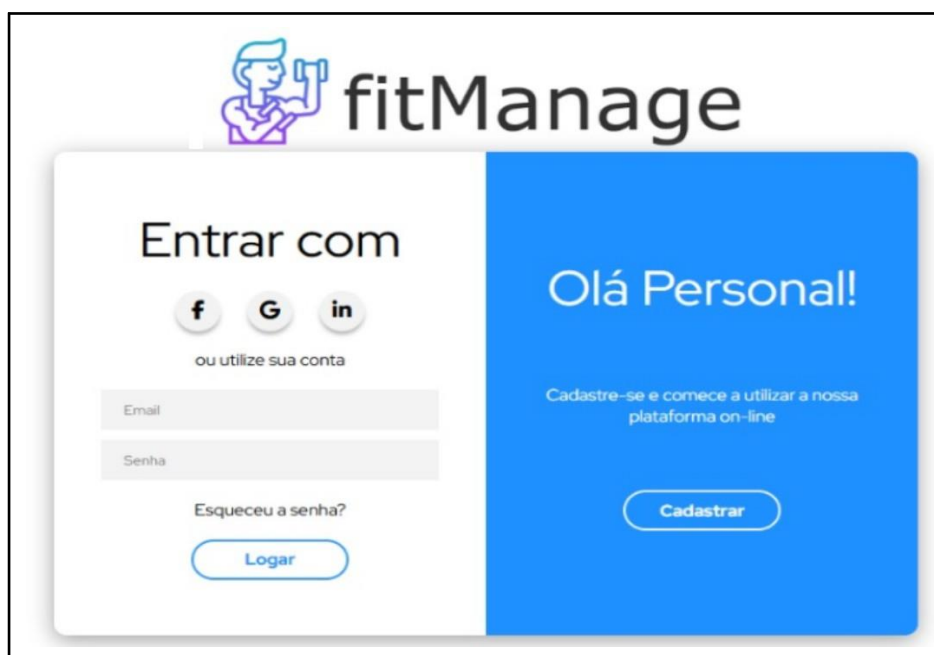 fitManage
Entrar com
f G in
ou utilize sua conta
Email
Senha
Esqueceu a senha?
Logar
Olá Personal!
Cadastre-se e comece a utilizar a nossa
plataforma on-line
Cadastrar